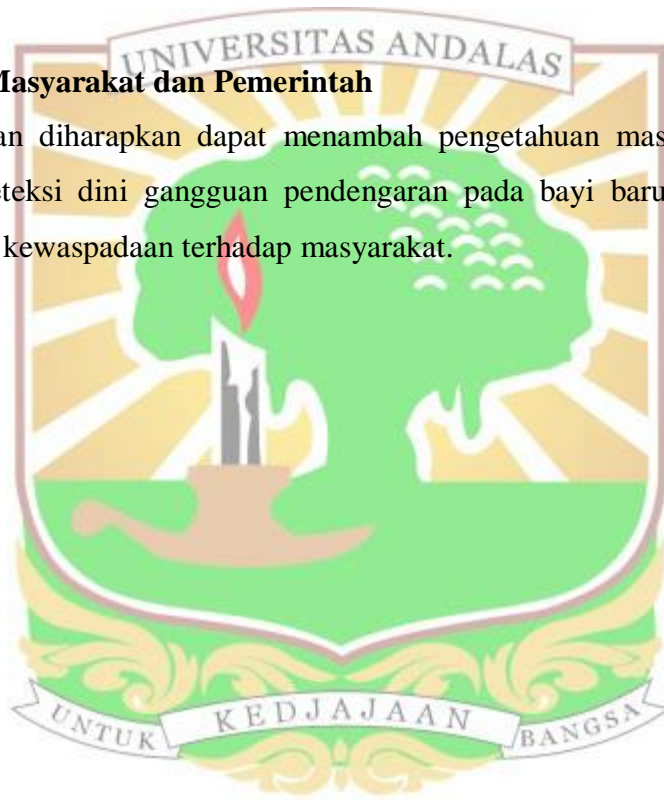 UNIVERSITAS ANDALAS
Masyarakat dan Pemerintah
an diharapkan dapat menambah pengetahuan mas
eteksi dini gangguan pendengaran pada bayi baru
kewaspadaan terhadap masyarakat.
UNTUK KEDJAJAAN BANGSA